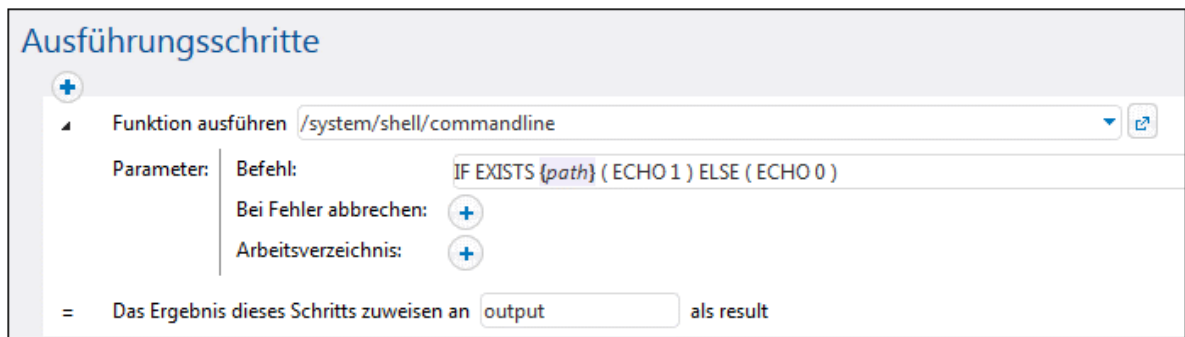 Ausführungsschritte
Funktion ausführen /system/shell/commandline
Parameter: Befehl: IF EXISTS {path} ( ECHO 1 ) ELSE ( ECHO 0 )
Bei Fehler abbrechen:
Arbeitsverzeichnis:
= Das Ergebnis dieses Schritts zuweisen an output als result